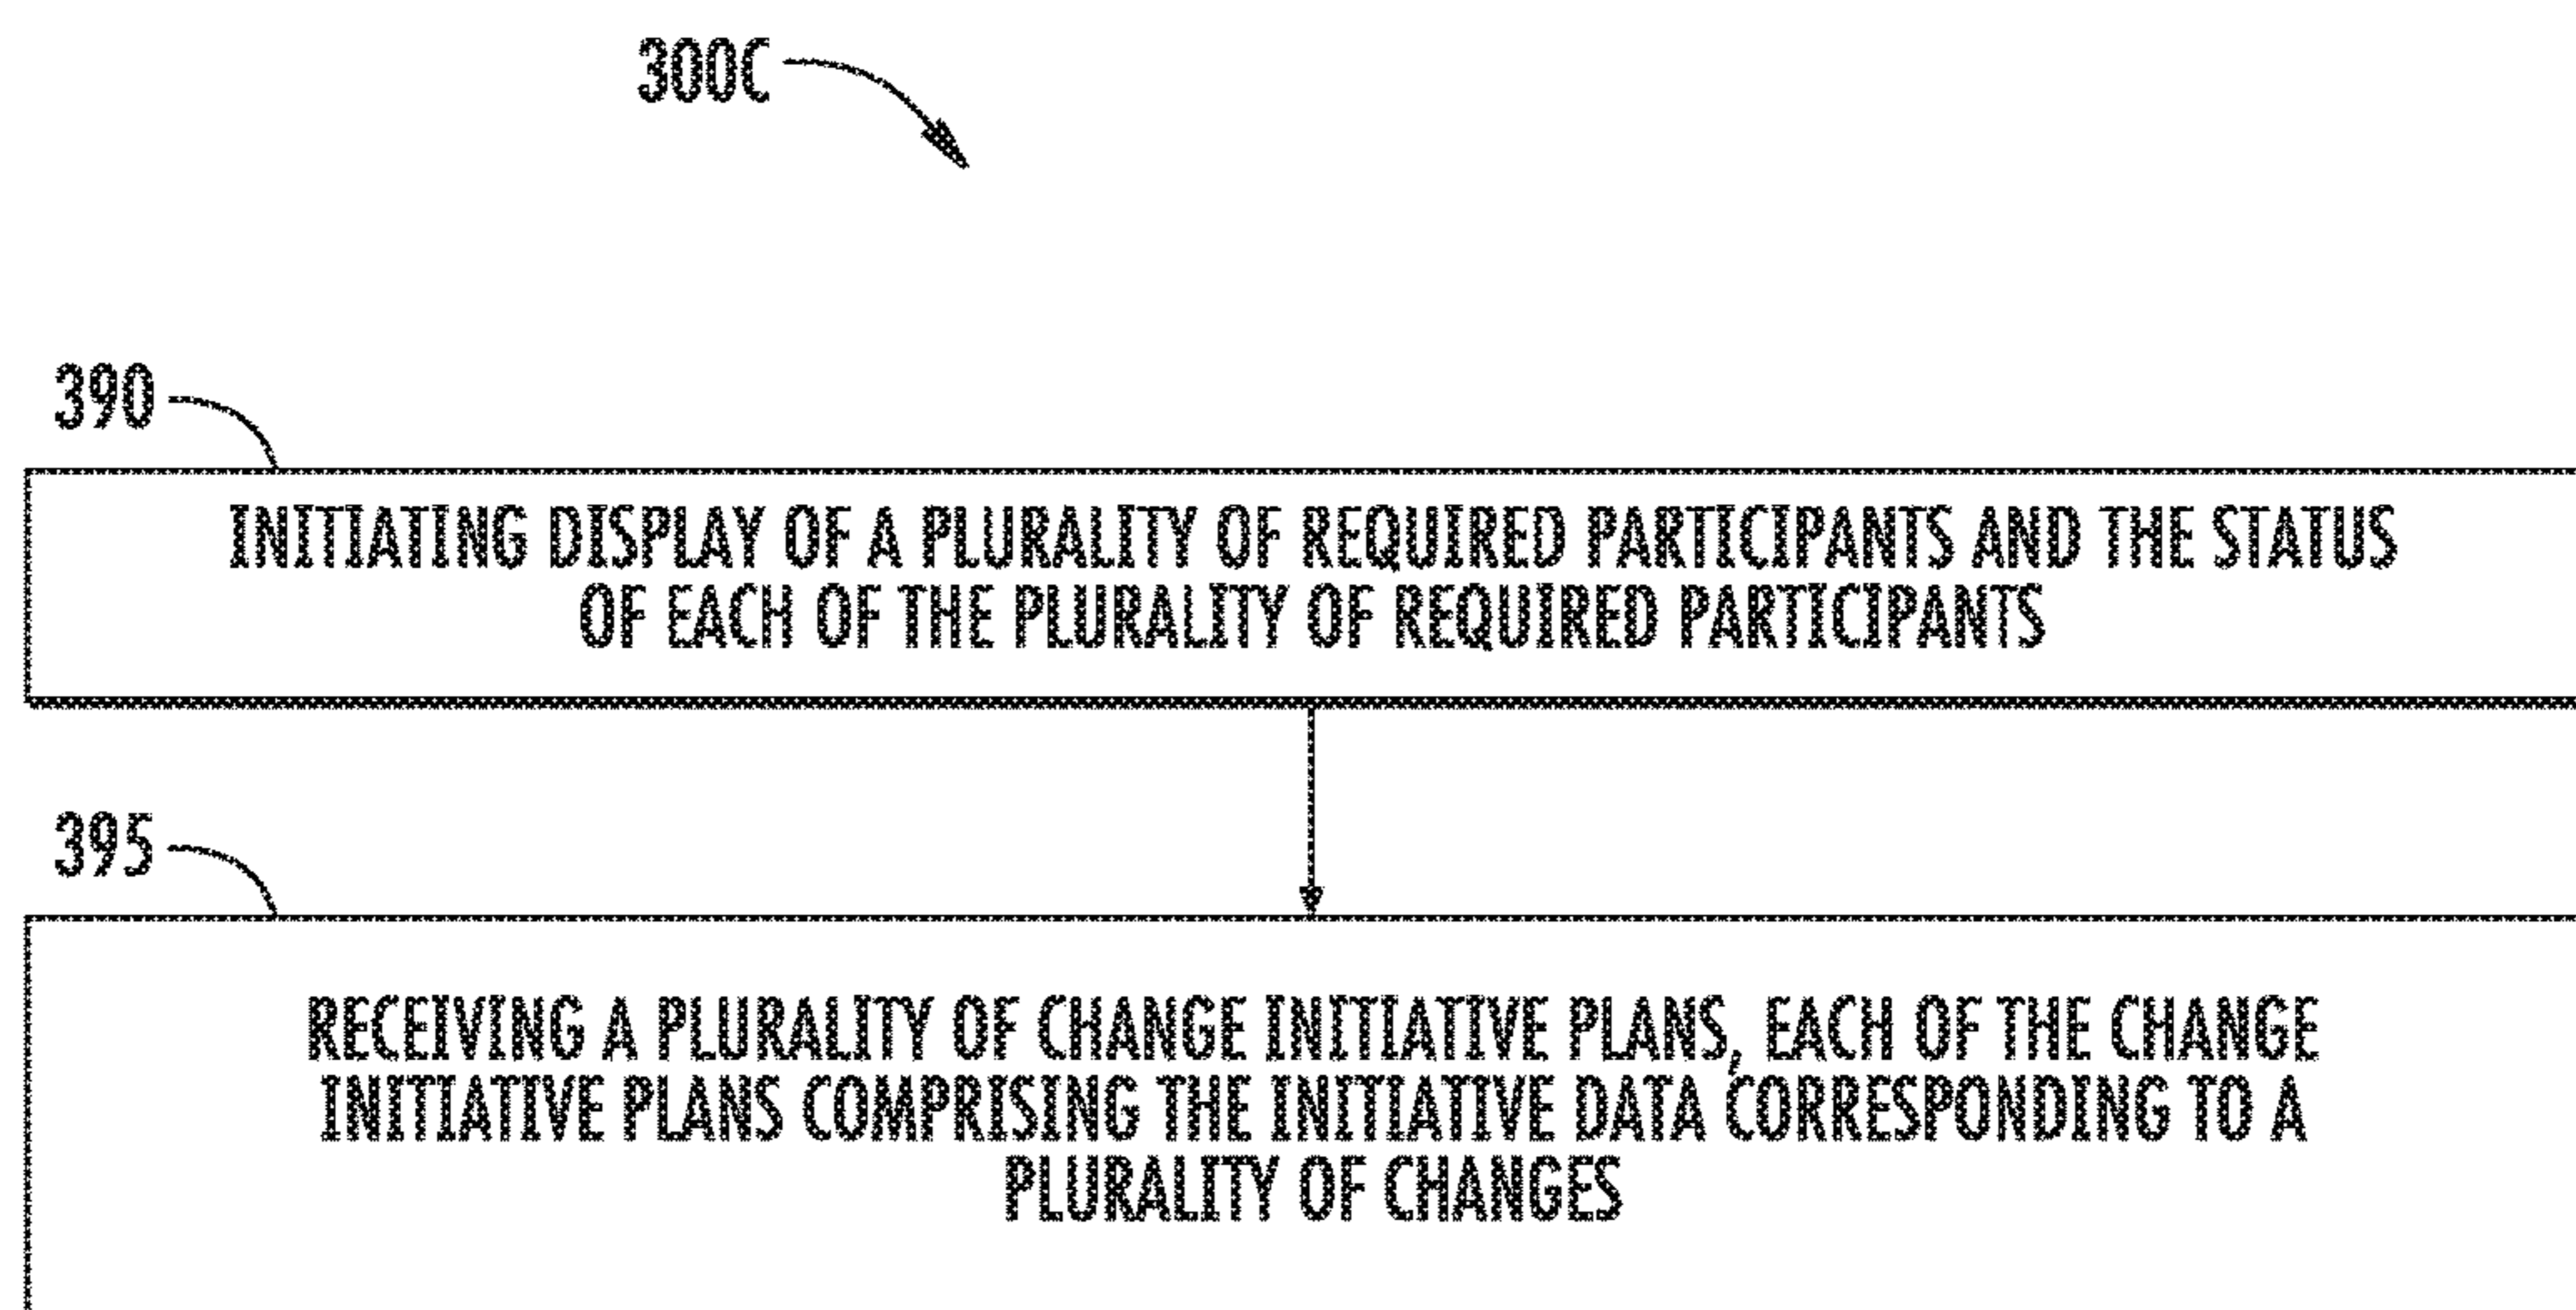 300C
390
INITIATING DISPLAY OF A PLURALITY OF REQUIRED PARTICIPANTS AND THE STATUS
OF EACH OF THE PLURALITY OF REQUIRED PARTICIPANTS
395
RECEIVING A PLURALITY OF CHANGE INITIATIVE PLANS, EACH OF THE CHANGE
INITIATIVE PLANS COMPRISING THE INITIATIVE DATA CORRESPONDING TO A
PLURALITY OF CHANGES